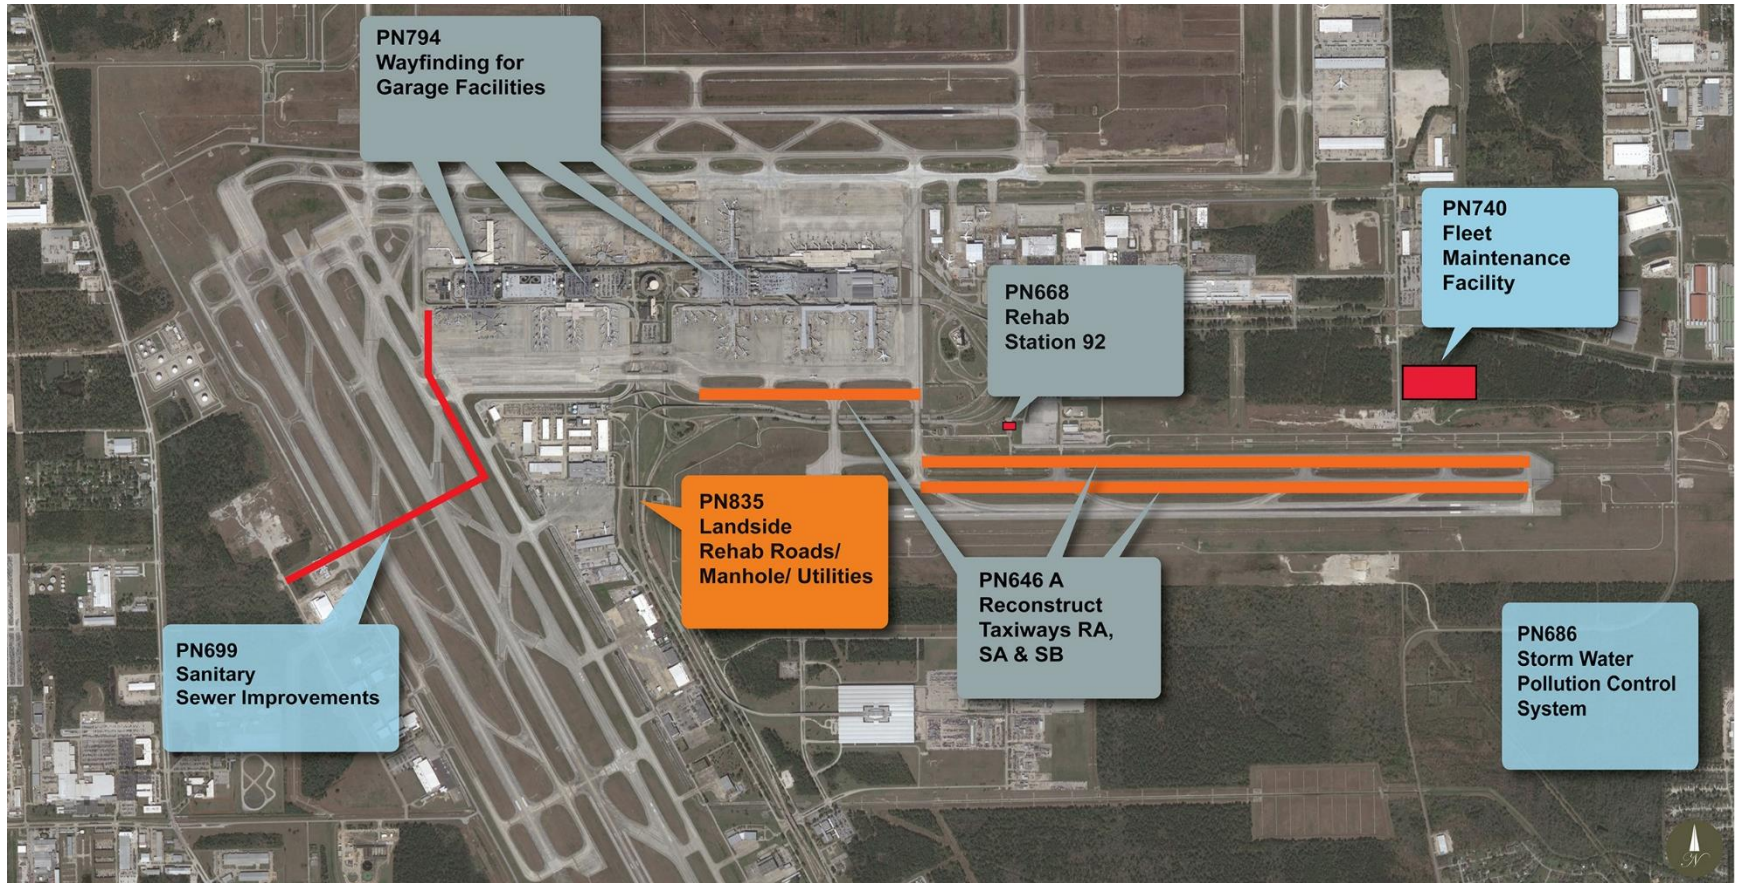 PN794
Wayfinding for
Garage Facilities
PN740
Fleet
Maintenance
Facility
PN668
Rehab
Station 92
PN835
Landside
Rehab Roads/
Manhole/ Utilities
PN646 A
Reconstruct
Taxiways RA,
SA & SB
PN699
Sanitary
Sewer Improvements
PN686
Storm Water
Pollution Control
System
N